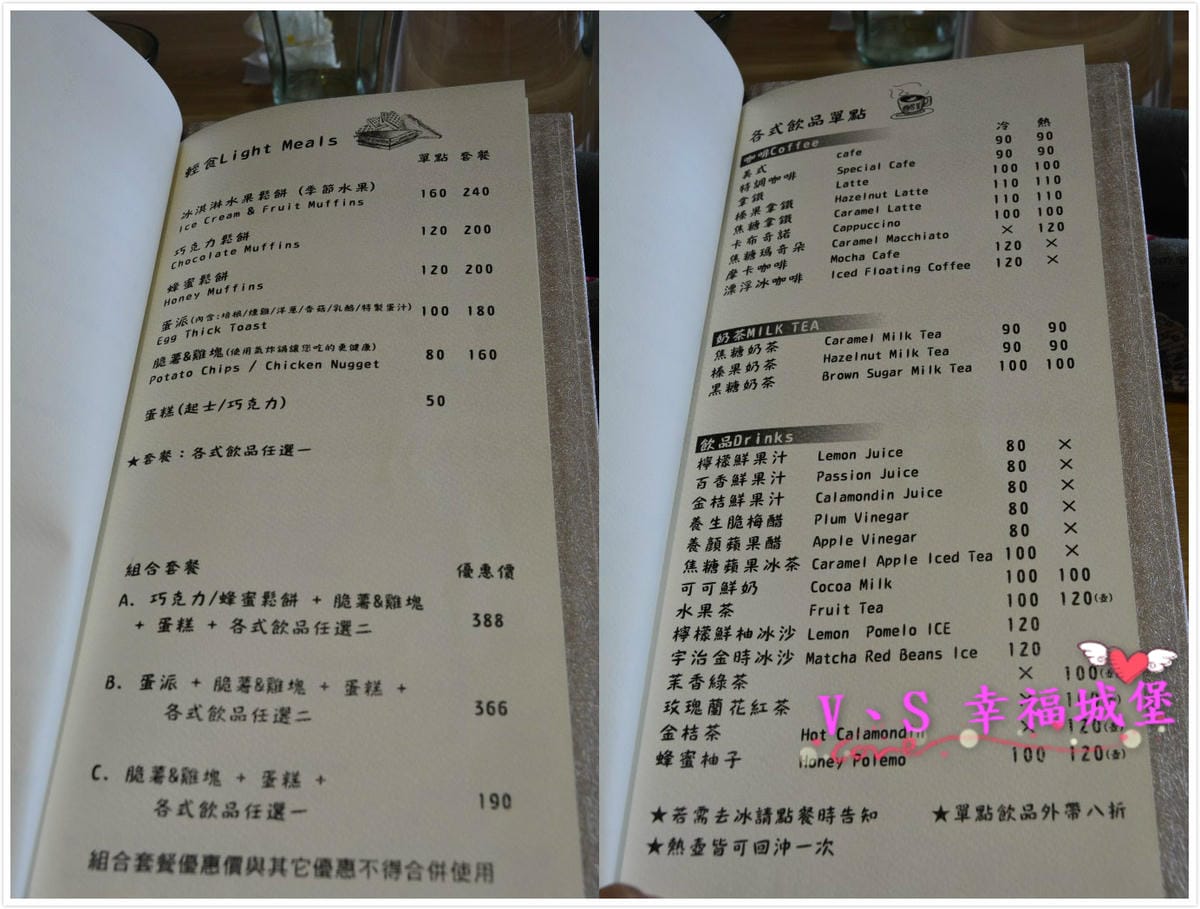 輕食Light Meals
單點 套餐
冰淇淋水果鬆餅 (季節水果) 160 240
Ice Cream & Fruit Muffins
巧克力鬆餅 120 200
Chocolate Muffins
蜂蜜鬆餅 120 200
Honey Muffins
蛋派(內含:培根/燻雞/洋蔥/香菇/乳酪/特製蛋汁) 100 180
Egg Thick Toast
脆薯&雞塊(使用氣炸鍋讓您吃的更健康) 80 160
Potato Chips / Chicken Nugget
蛋糕(起士/巧克力) 50
★套餐：各式飲品任選一
組合套餐 優惠價
A. 巧克力/蜂蜜鬆餅 + 脆薯&雞塊
+ 蛋糕 + 各式飲品任選二 388
B. 蛋派 + 脆薯&雞塊 + 蛋糕 +
各式飲品任選二 366
C. 脆薯&雞塊 + 蛋糕 +
各式飲品任選一 190
組合套餐優惠價與其它優惠不得合併使用
各式飲品單點
冷 熱
咖啡Coffee
美式 cafe 90 90
特調咖啡 Special Cafe 90 90
拿鐵 Latte 100 100
榛果拿鐵 Hazelnut Latte 110 110
焦糖拿鐵 Caramel Latte 110 110
卡布奇諾 Cappuccino 100 100
焦糖瑪奇朵 Caramel Macchiato × 120
摩卡咖啡 Mocha Cafe 120 ×
漂浮冰咖啡 Iced Floating Coffee 120 ×
奶茶MILK TEA
焦糖奶茶 Caramel Milk Tea 90 90
榛果奶茶 Hazelnut Milk Tea 90 90
黑糖奶茶 Brown Sugar Milk Tea 100 100
飲品Drinks
檸檬鮮果汁 Lemon Juice 80 ×
百香鮮果汁 Passion Juice 80 ×
金桔鮮果汁 Calamondin Juice 80 ×
養生脆梅醋 Plum Vinegar 80 ×
養顏蘋果醋 Apple Vinegar 80 ×
焦糖蘋果冰茶 Caramel Apple Iced Tea 100 ×
可可鮮奶 Cocoa Milk 100 100
水果茶 Fruit Tea 100 120(壺)
檸檬鮮柚冰沙 Lemon Pomelo ICE 120
宇治金時冰沙 Matcha Red Beans Ice 120
茉香綠茶 × 100(壺)
玫瑰蘭花紅茶
金桔茶 Hot Calamondin × 120(壺)
蜂蜜柚子 Honey Polemo 100 120(壺)
★若需去冰請點餐時告知 ★單點飲品外帶八折
★熱壺皆可回沖一次
V、S 幸福城堡